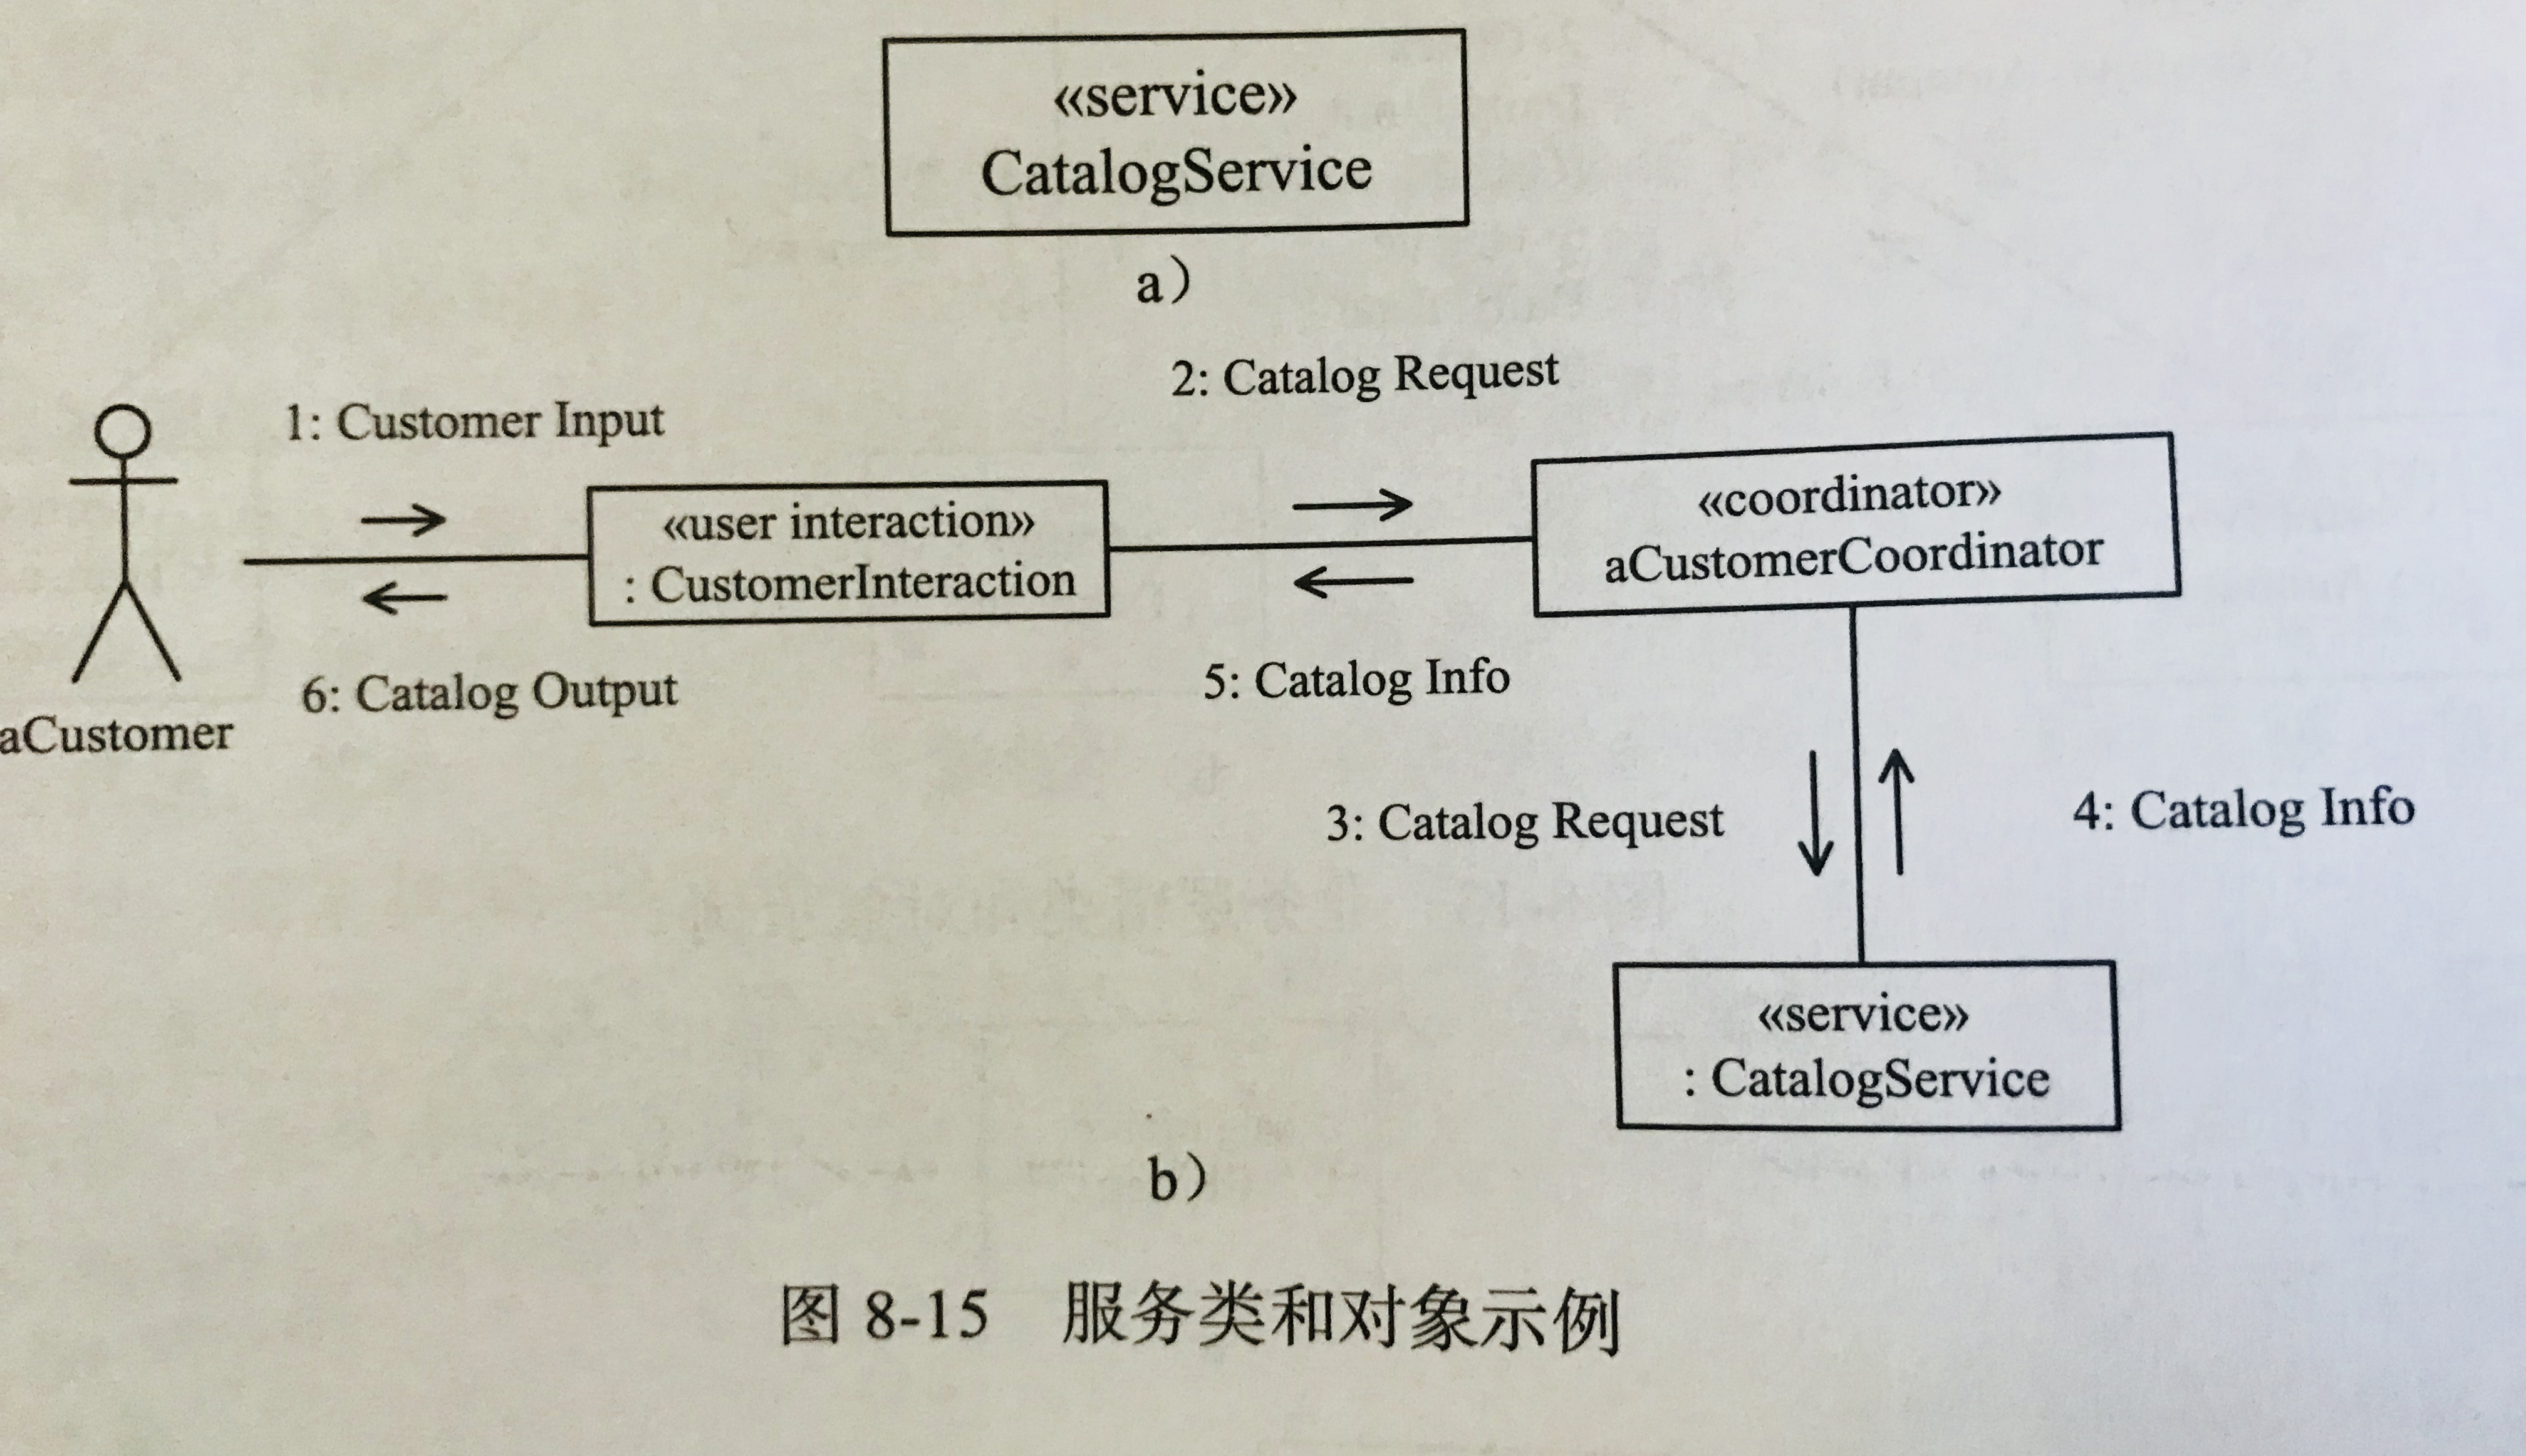 «service»
CatalogService
a）
2: Catalog Request
1: Customer Input
«coordinator»
aCustomerCoordinator
«user interaction»
: CustomerInteraction
5: Catalog Info
6: Catalog Output
aCustomer
3: Catalog Request
4: Catalog Info
«service»
: CatalogService
b）
图 8-15 服务类和对象示例